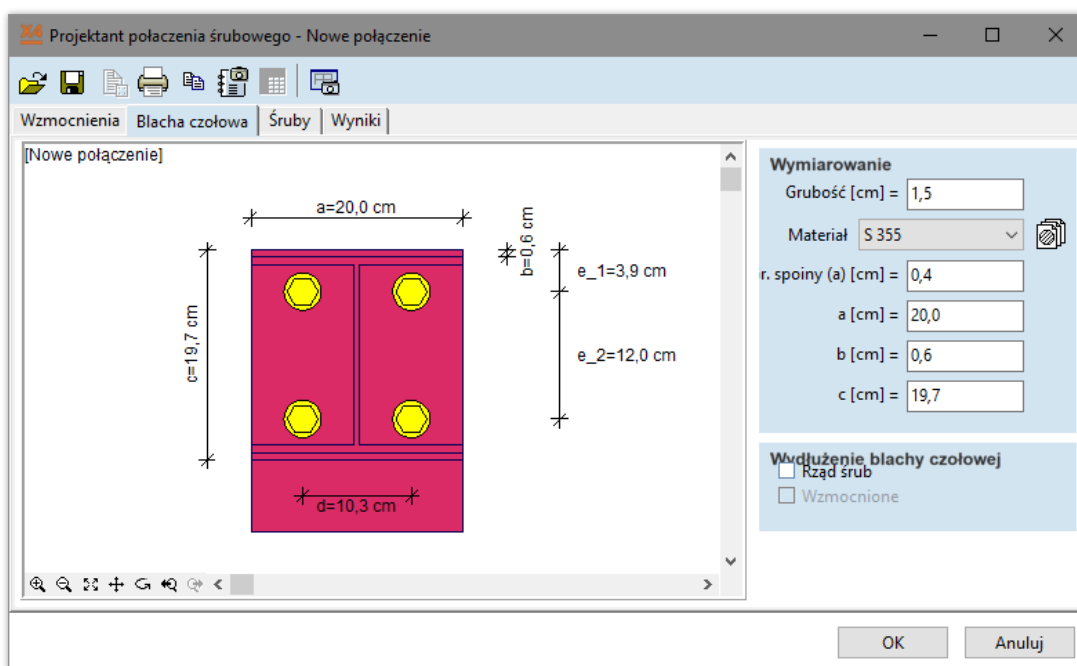 X4 Projektant połaczenia śrubowego - Nowe połączenie
Wzmocnienia Blacha czołowa Śruby Wyniki
[Nowe połączenie]
a=20,0 cm
b=0,6 cm
e_1=3,9 cm
c=19,7 cm
e_2=12,0 cm
d=10,3 cm
Wymiarowanie
Grubość [cm] = 1,5
Materiał S 355
r. spoiny (a) [cm] = 0,4
a [cm] = 20,0
b [cm] = 0,6
c [cm] = 19,7
Wydłużenie blachy czołowej
Rząd śrub
Wzmocnione
OK Anuluj